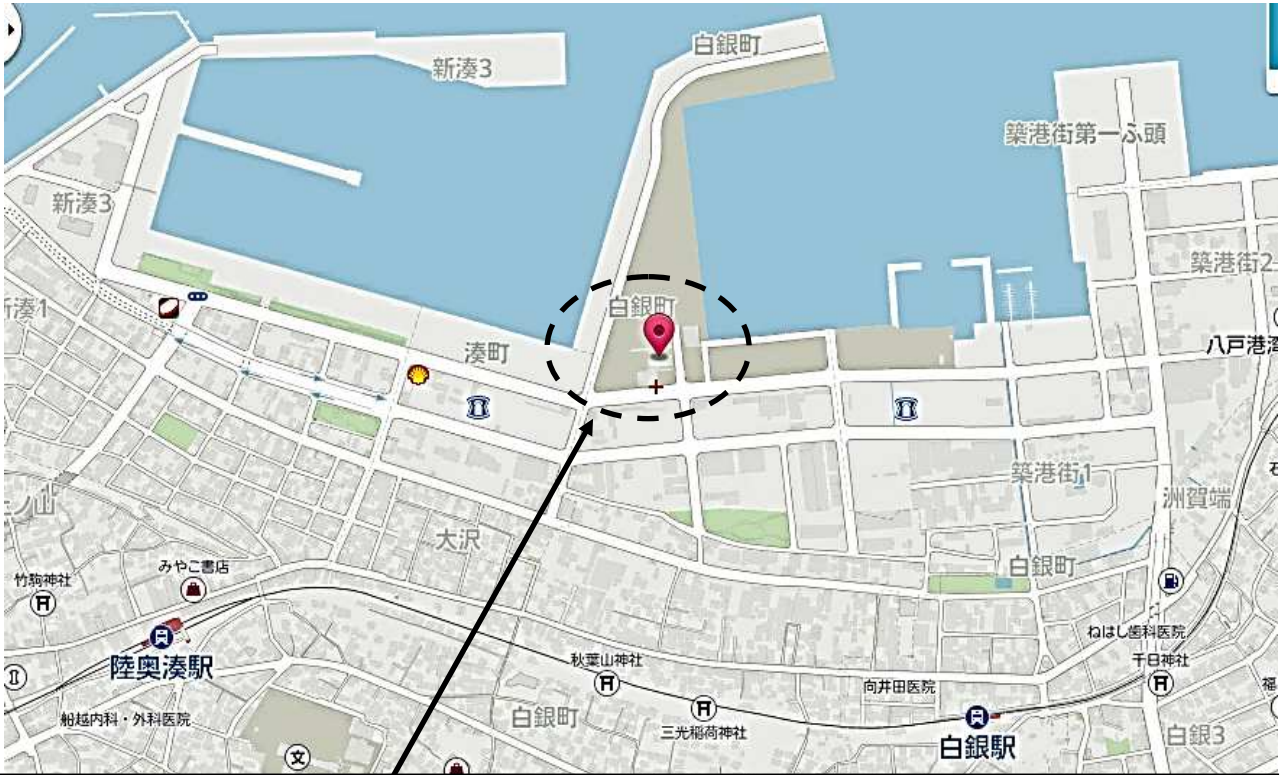 白銀町
新湊3
築港街第一ふ頭
新湊3
築港街2
白銀町
湊町
八戸港湾
築港街1
洲賀端
大沢
白銀町
みやこ書店
竹駒神社
ねはし歯科医院
陸奥湊駅
秋葉山神社
千日神社
向井田医院
船越内科・外科医院
白銀町
三光稲荷神社
白銀駅
白銀3
文